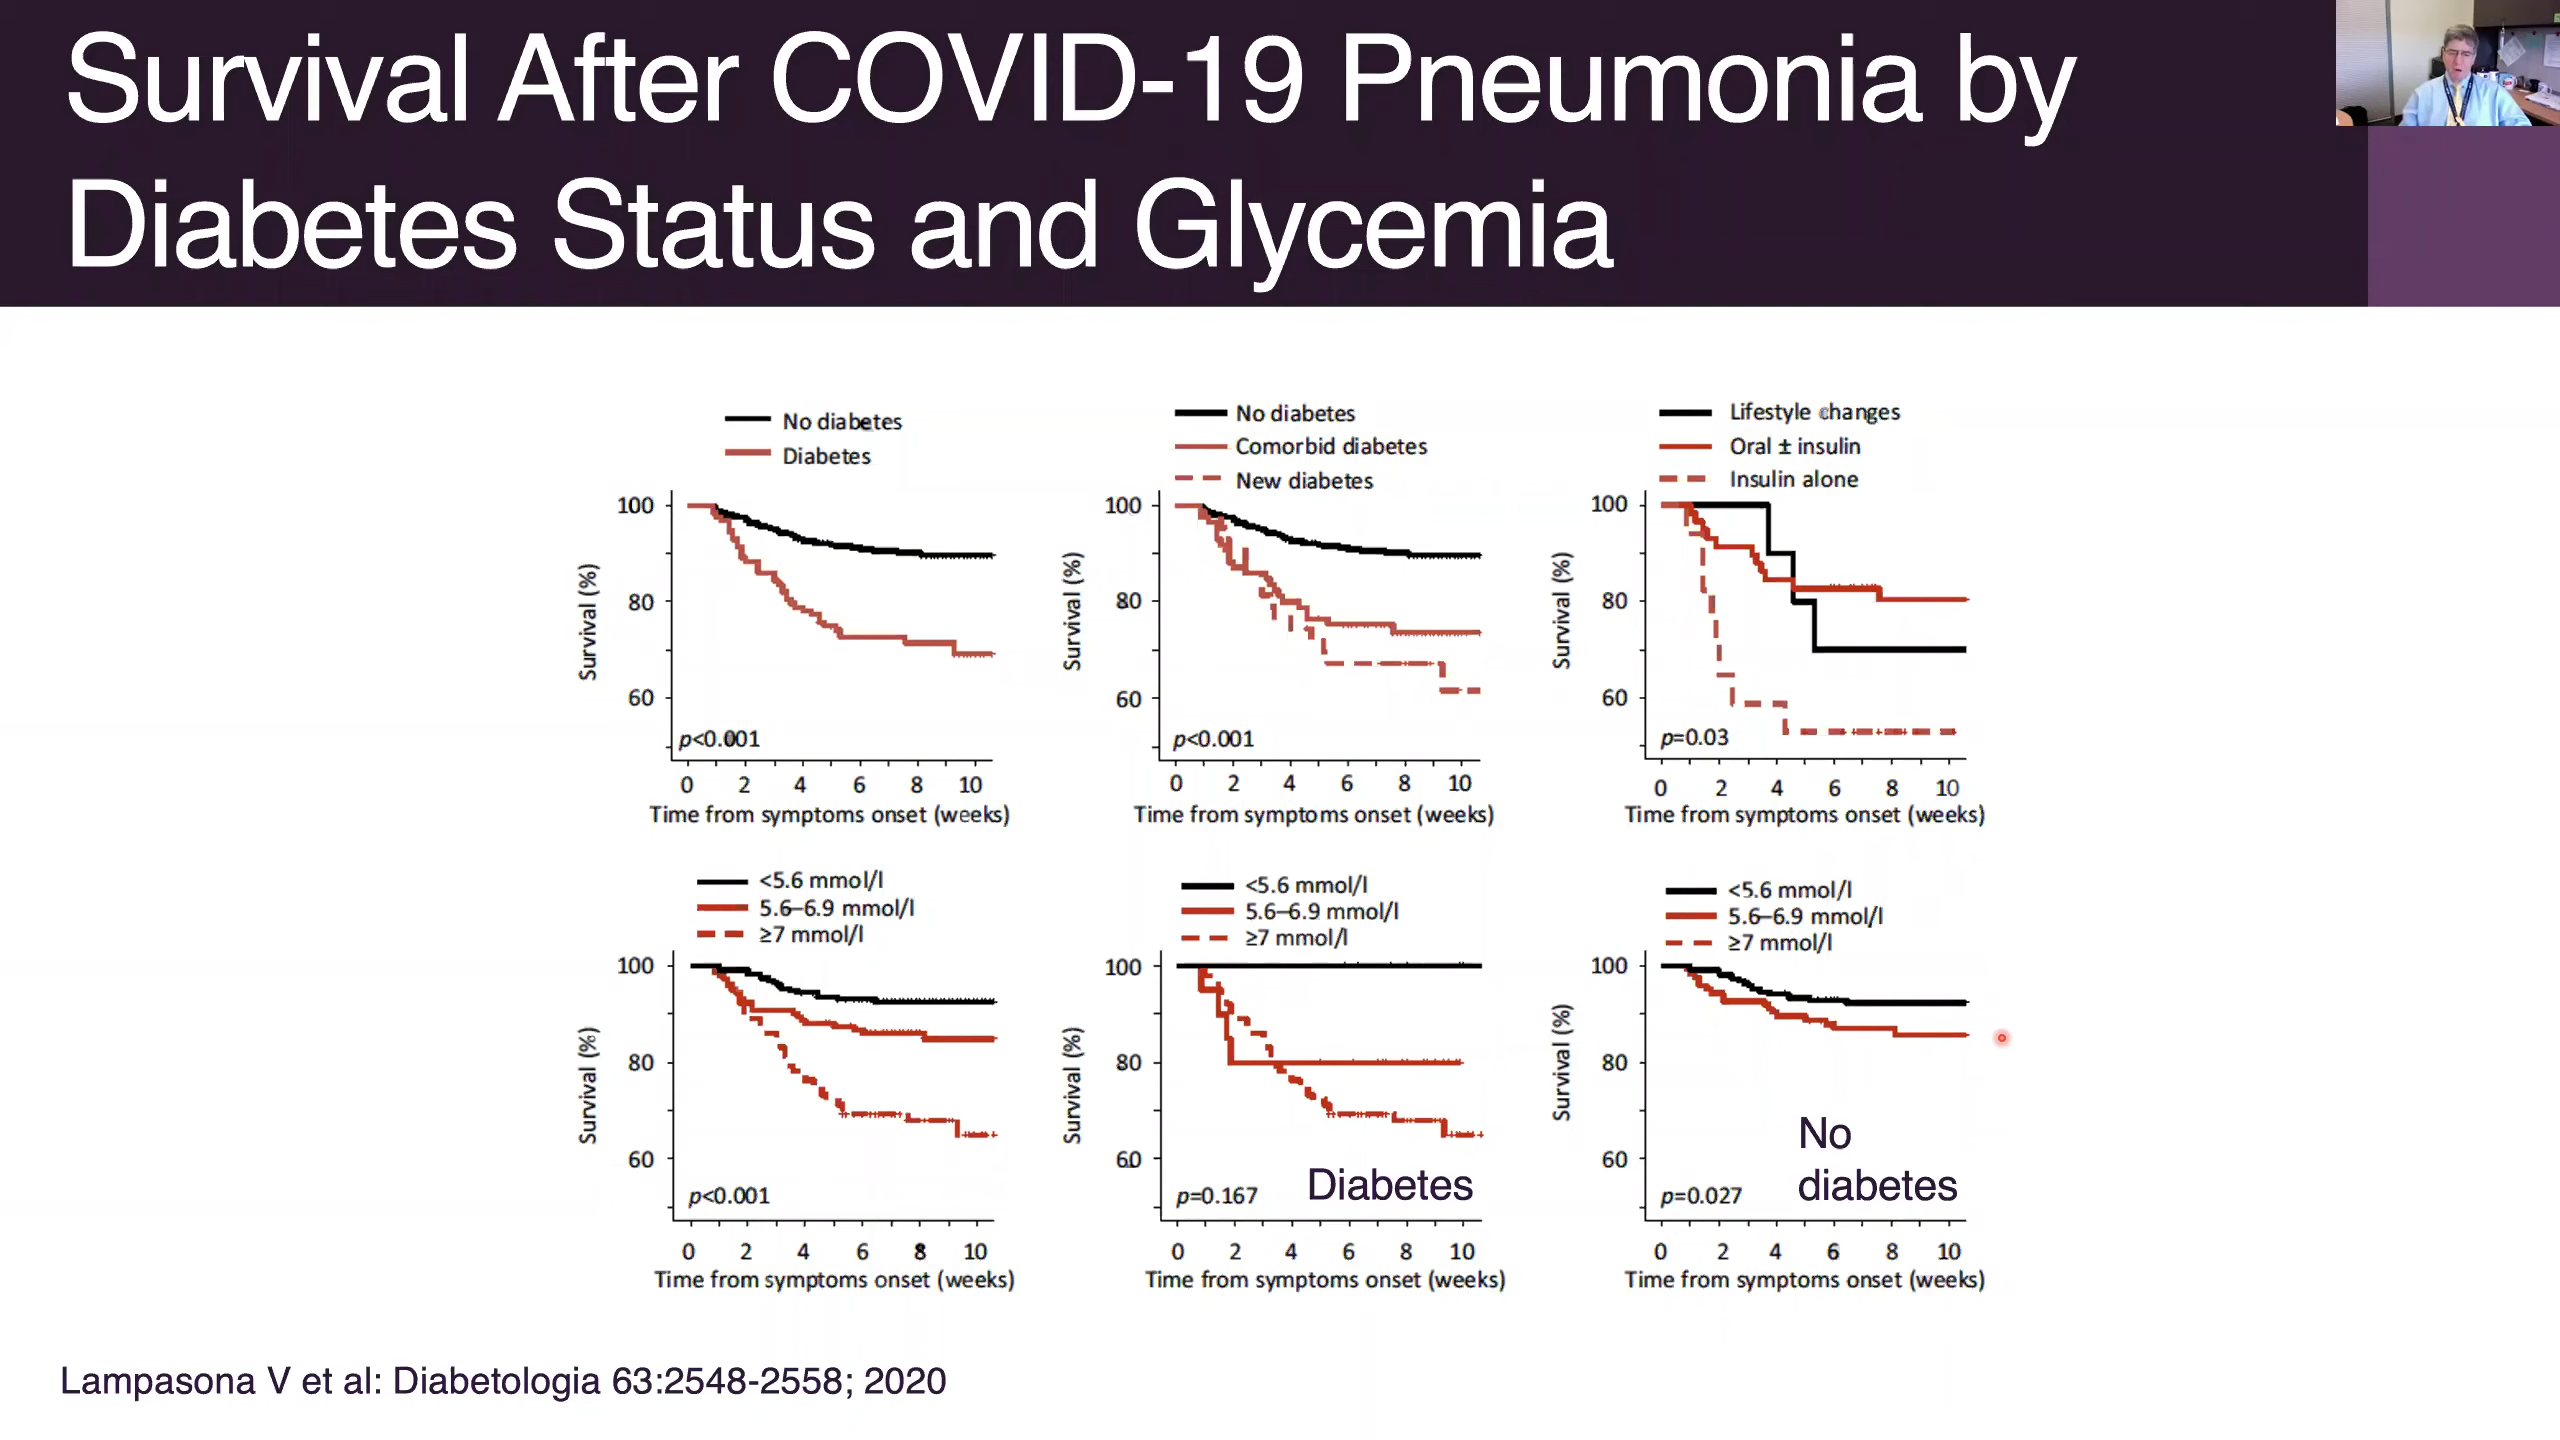 Survival After COVID-19 Pneumonia by
Diabetes Status and Glycemia
No diabetes
Diabetes
100
80
60
Survival (%)
p<0.001
0 2 4 6 8 10
Time from symptoms onset (weeks)
No diabetes
Comorbid diabetes
New diabetes
100
80
60
Survival (%)
p<0.001
0 2 4 6 8 10
Time from symptoms onset (weeks)
Lifestyle changes
Oral ± insulin
Insulin alone
100
80
60
Survival (%)
p=0.03
0 2 4 6 8 10
Time from symptoms onset (weeks)
<5.6 mmol/l
5.6–6.9 mmol/l
≥7 mmol/l
100
80
60
Survival (%)
p<0.001
0 2 4 6 8 10
Time from symptoms onset (weeks)
<5.6 mmol/l
5.6–6.9 mmol/l
≥7 mmol/l
100
80
60
Survival (%)
p=0.167
Diabetes
0 2 4 6 8 10
Time from symptoms onset (weeks)
<5.6 mmol/l
5.6–6.9 mmol/l
≥7 mmol/l
100
80
60
Survival (%)
p=0.027
No
diabetes
0 2 4 6 8 10
Time from symptoms onset (weeks)
Lampasona V et al: Diabetologia 63:2548-2558; 2020